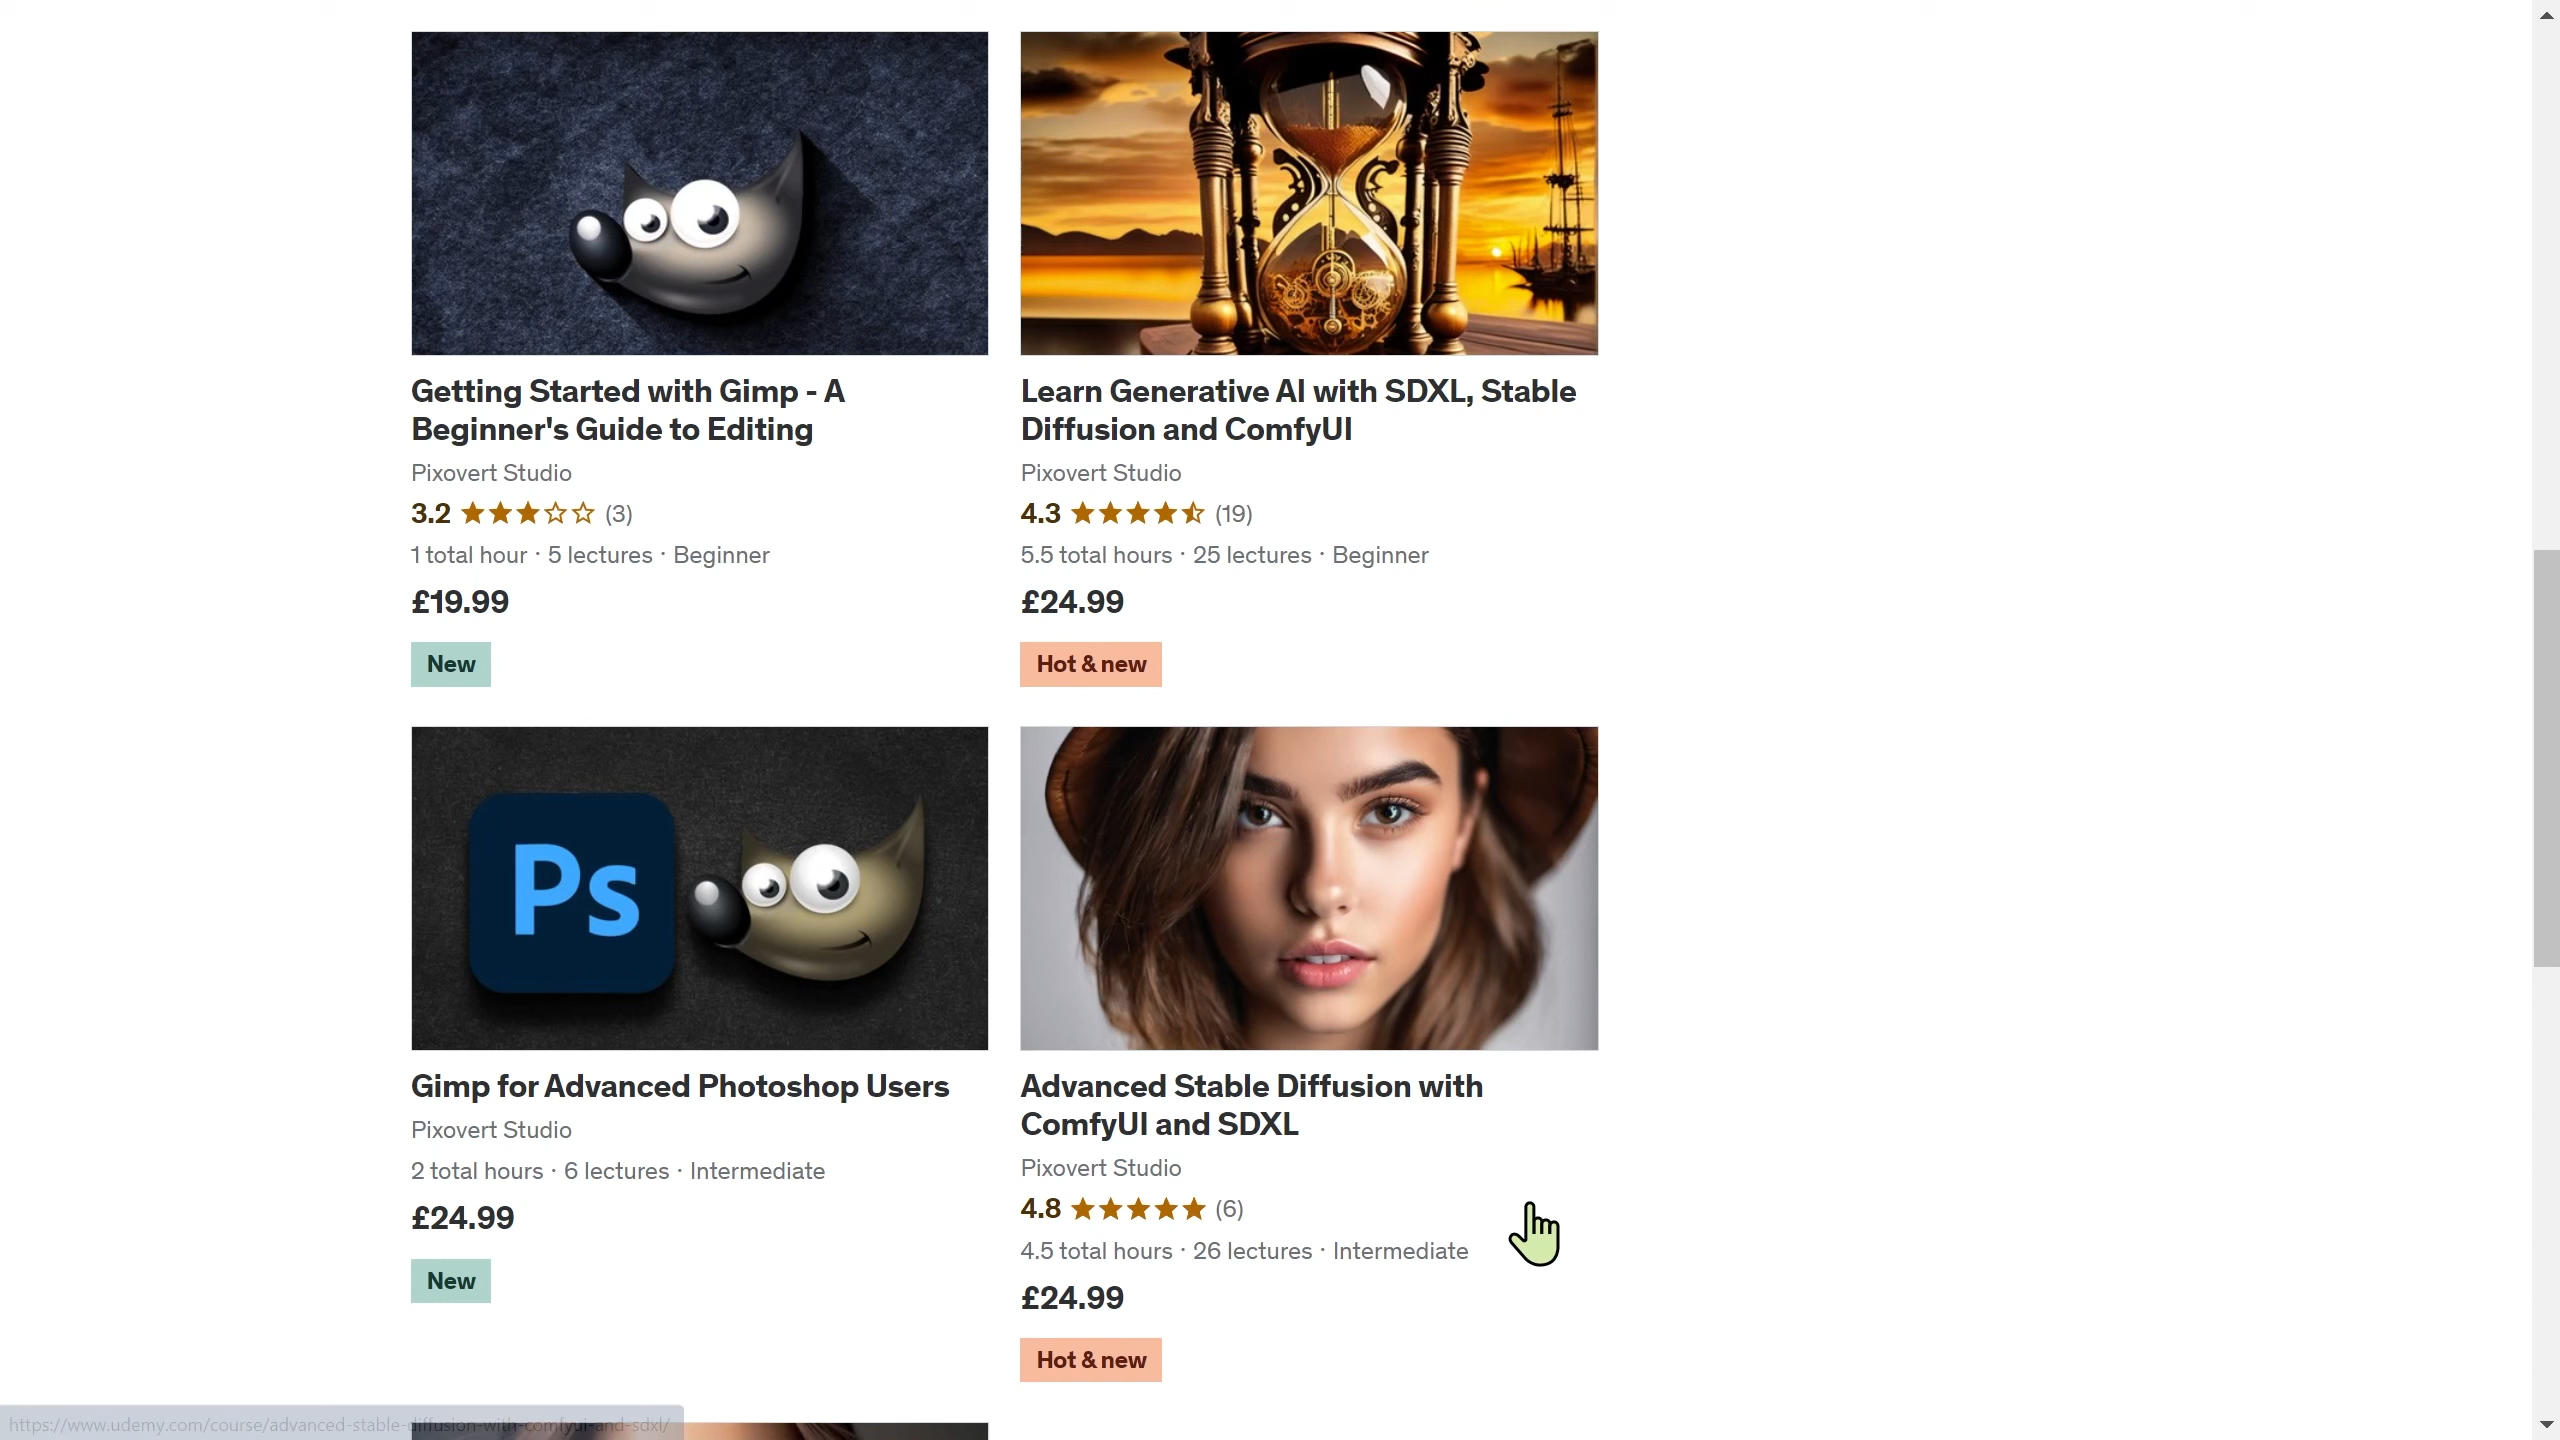 Getting Started with Gimp - A
Beginner's Guide to Editing
Pixovert Studio
3.2 (3)
1 total hour · 5 lectures · Beginner
£19.99
New
Learn Generative AI with SDXL, Stable
Diffusion and ComfyUI
Pixovert Studio
4.3 (19)
5.5 total hours · 25 lectures · Beginner
£24.99
Hot & new
Ps
Gimp for Advanced Photoshop Users
Pixovert Studio
2 total hours · 6 lectures · Intermediate
£24.99
New
Advanced Stable Diffusion with
ComfyUI and SDXL
Pixovert Studio
4.8 (6)
4.5 total hours · 26 lectures · Intermediate
£24.99
Hot & new
https://www.udemy.com/course/advanced-stable-diffusion-with-comfyui-and-sdxl/